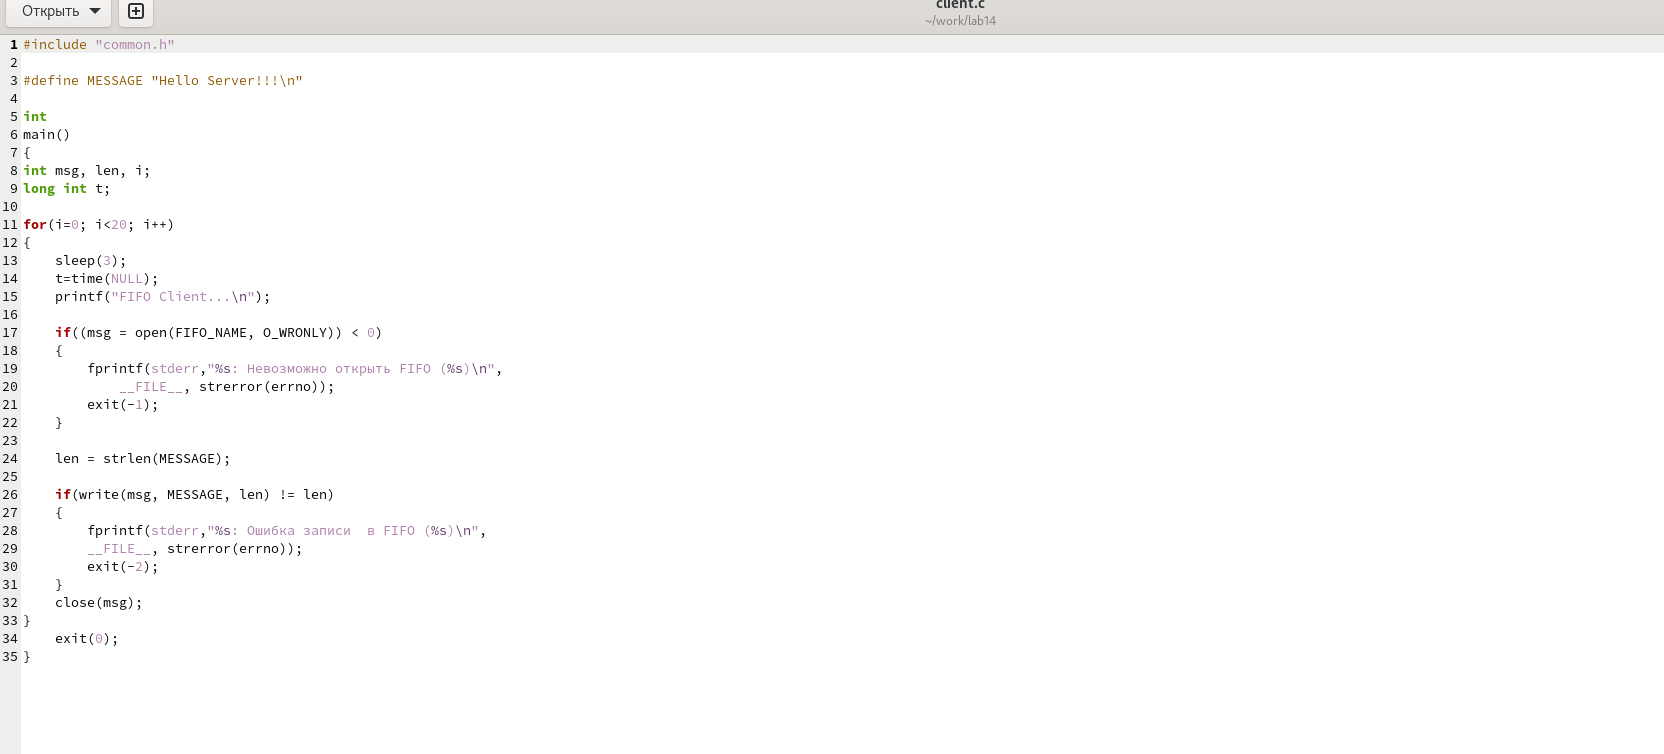 Открыть
client.c
~/work/lab14
1 #include "common.h"
2
3 #define MESSAGE "Hello Server!!!\n"
4
5 int
6 main()
7 {
8 int msg, len, i;
9 long int t;
10
11 for(i=0; i<20; i++)
12 {
13     sleep(3);
14     t=time(NULL);
15     printf("FIFO Client...\n");
16
17     if((msg = open(FIFO_NAME, O_WRONLY)) < 0)
18     {
19         fprintf(stderr,"%s: Невозможно открыть FIFO (%s)\n",
20             __FILE__, strerror(errno));
21         exit(-1);
22     }
23
24     len = strlen(MESSAGE);
25
26     if(write(msg, MESSAGE, len) != len)
27     {
28         fprintf(stderr,"%s: Ошибка записи  в FIFO (%s)\n",
29         __FILE__, strerror(errno));
30         exit(-2);
31     }
32     close(msg);
33 }
34     exit(0);
35 }